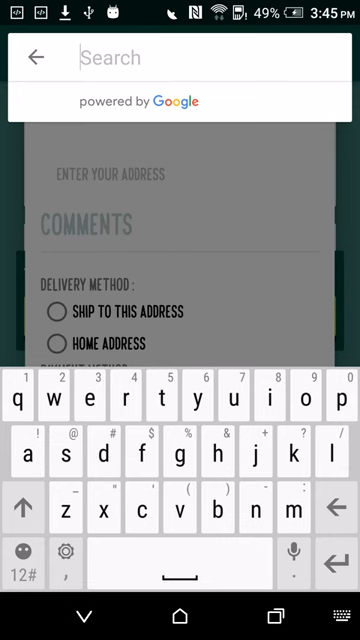 49% 3:45 PM
Search
powered by Google
ENTER YOUR ADDRESS
COMMENTS
DELIVERY METHOD :
SHIP TO THIS ADDRESS
HOME ADDRESS
1 2 3 4 5 6 7 8 9 0
q w e r t y u i o p
! @ # $ % & + ? /
a s d f g h j k l
_ " ' ( ) - :
z x c v b n m
12# , .